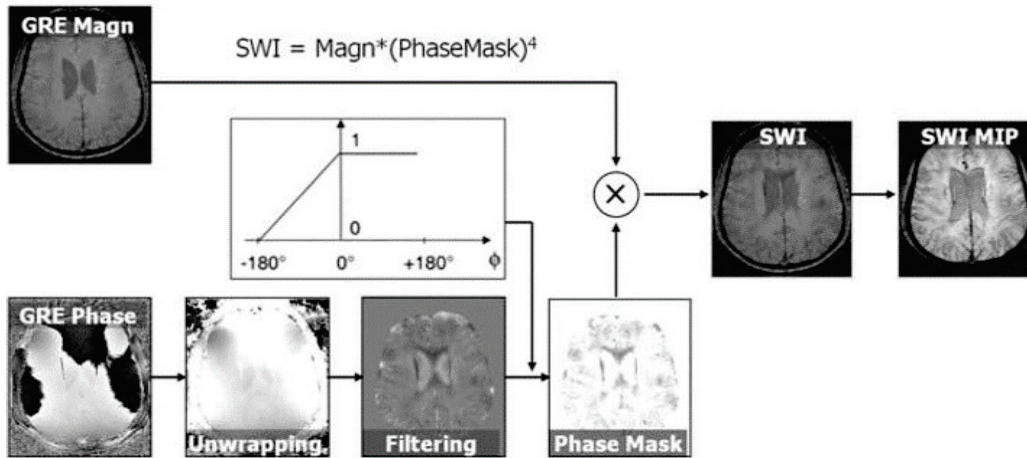 GRE Magn
SWI = Magn*(PhaseMask)⁴
1
0
-180° 0° +180° ϕ
SWI
SWI MIP
GRE Phase
Unwrapping
Filtering
Phase Mask